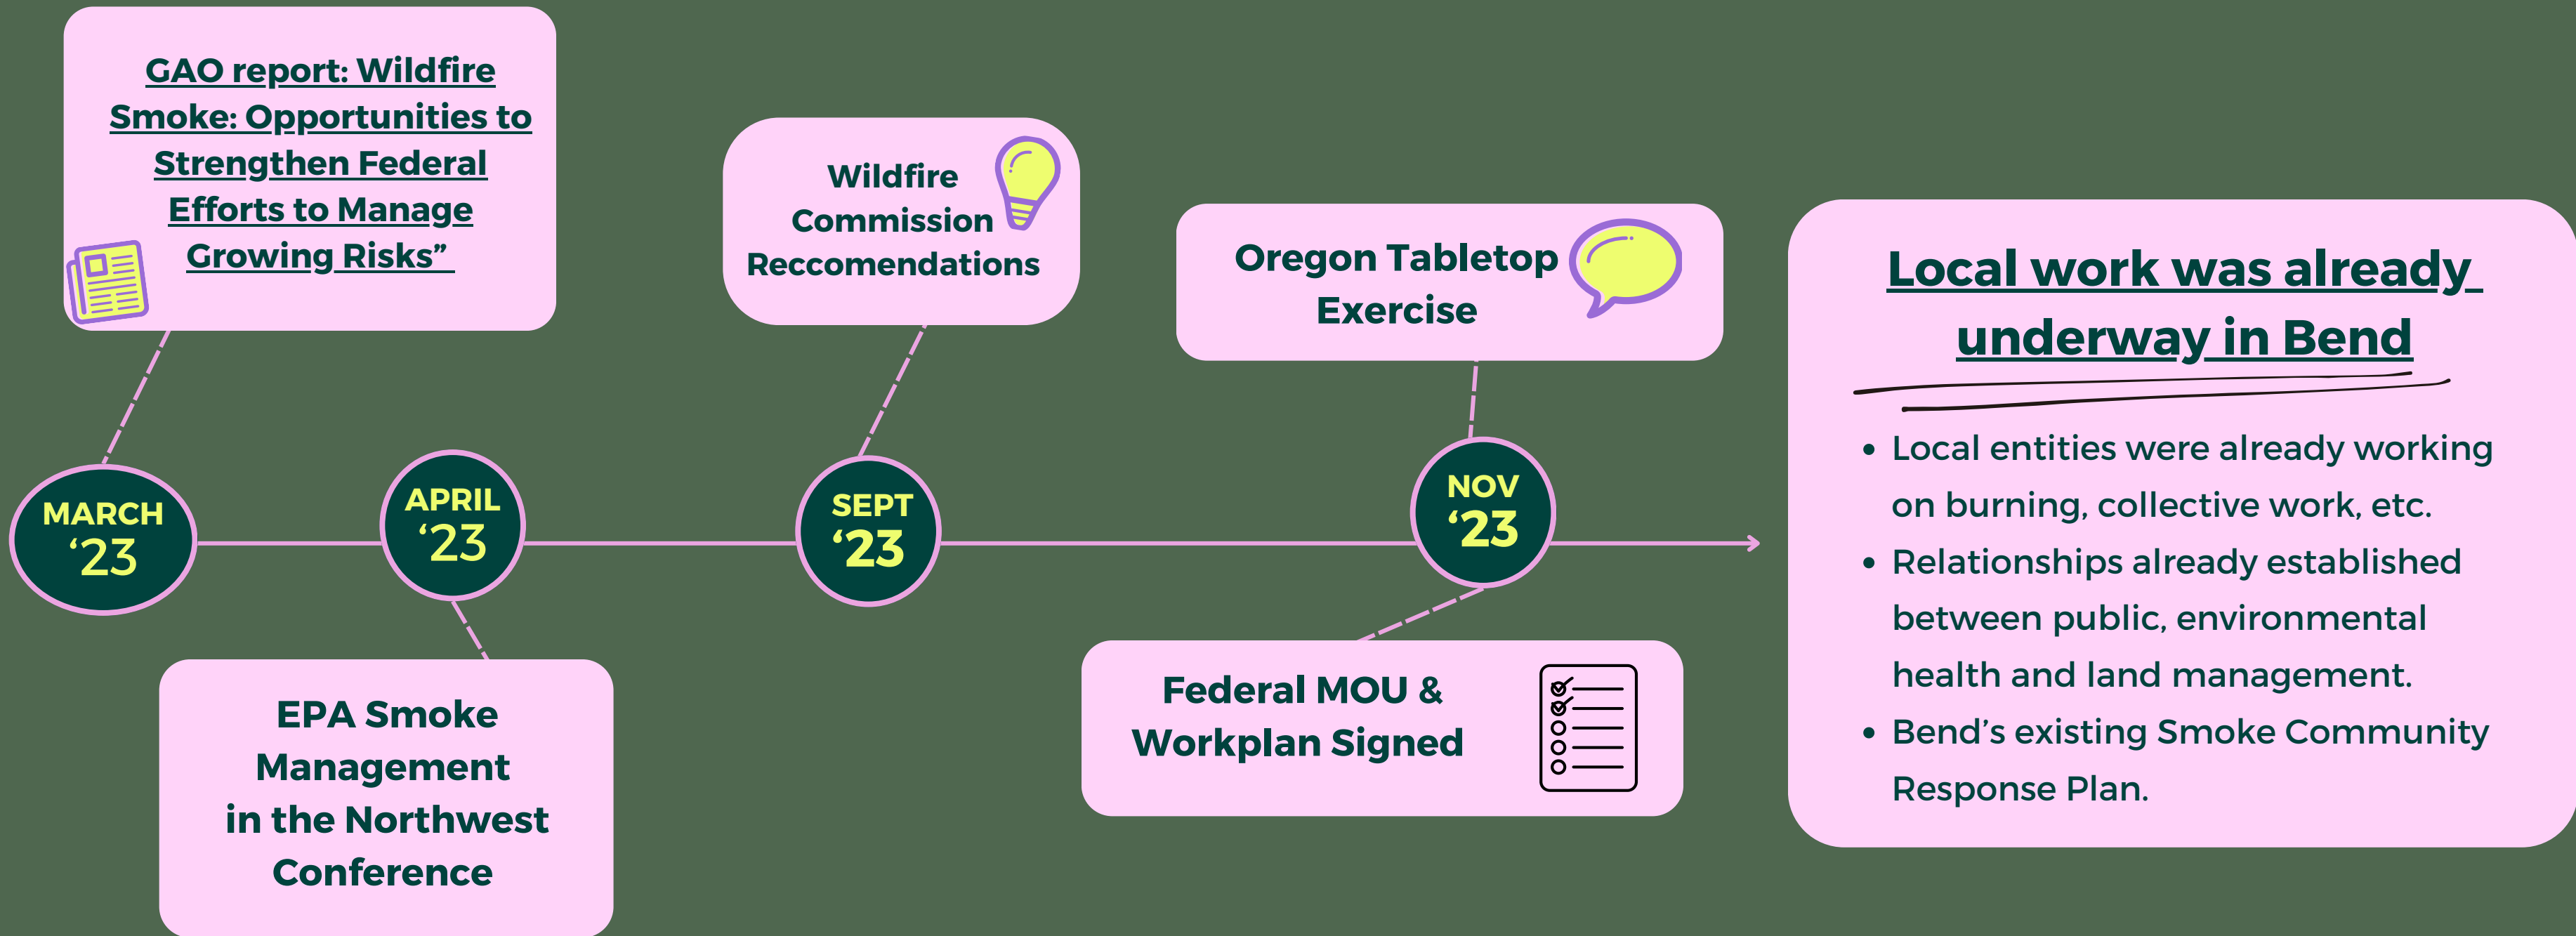 GAO report: Wildfire
Smoke: Opportunities to
Strengthen Federal
Efforts to Manage
Growing Risks”
MARCH
‘23
APRIL
‘23
EPA Smoke
Management
in the Northwest
Conference
Wildfire
Commission
Reccomendations
SEPT
‘23
Oregon Tabletop
Exercise
NOV
‘23
Federal MOU &
Workplan Signed
Local work was already
underway in Bend
• Local entities were already working
on burning, collective work, etc.
• Relationships already established
between public, environmental
health and land management.
• Bend’s existing Smoke Community
Response Plan.